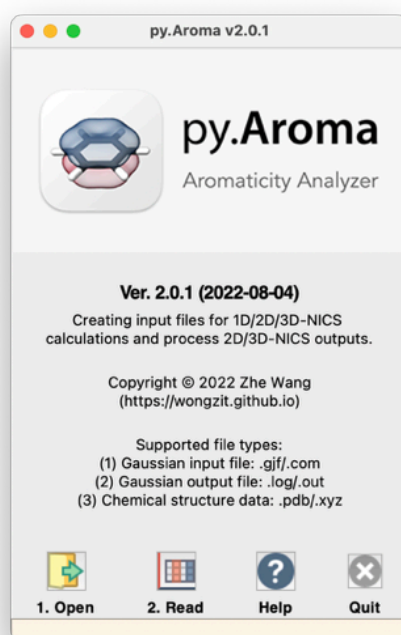 py.Aroma v2.0.1
py.Aroma
Aromaticity Analyzer
Ver. 2.0.1 (2022-08-04)
Creating input files for 1D/2D/3D-NICS
calculations and process 2D/3D-NICS outputs.
Copyright © 2022 Zhe Wang
(https://wongzit.github.io)
Supported file types:
(1) Gaussian input file: .gjf/.com
(2) Gaussian output file: .log/.out
(3) Chemical structure data: .pdb/.xyz
1. Open 2. Read Help Quit